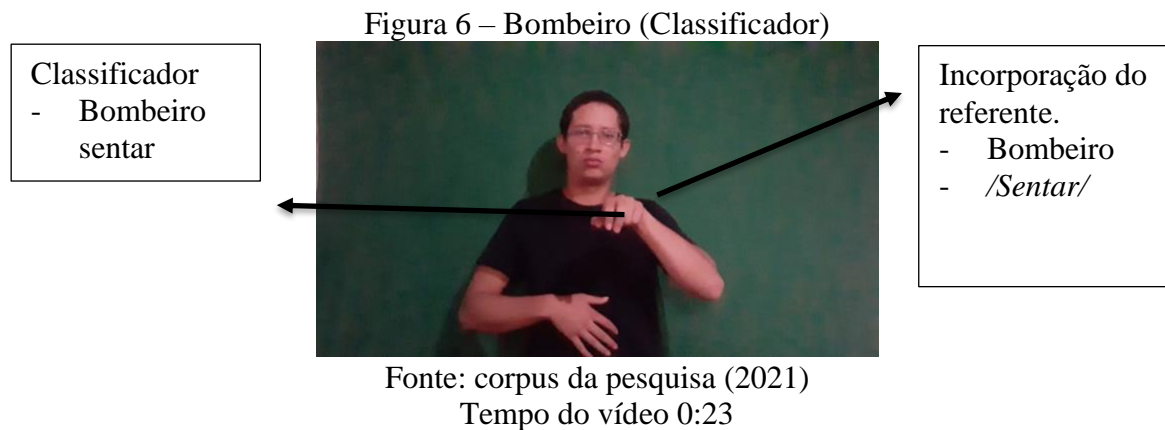 Figura 6 – Bombeiro (Classificador)
Classificador
- Bombeiro
sentar
Incorporação do
referente.
- Bombeiro
- /Sentar/
Fonte: corpus da pesquisa (2021)
Tempo do vídeo 0:23